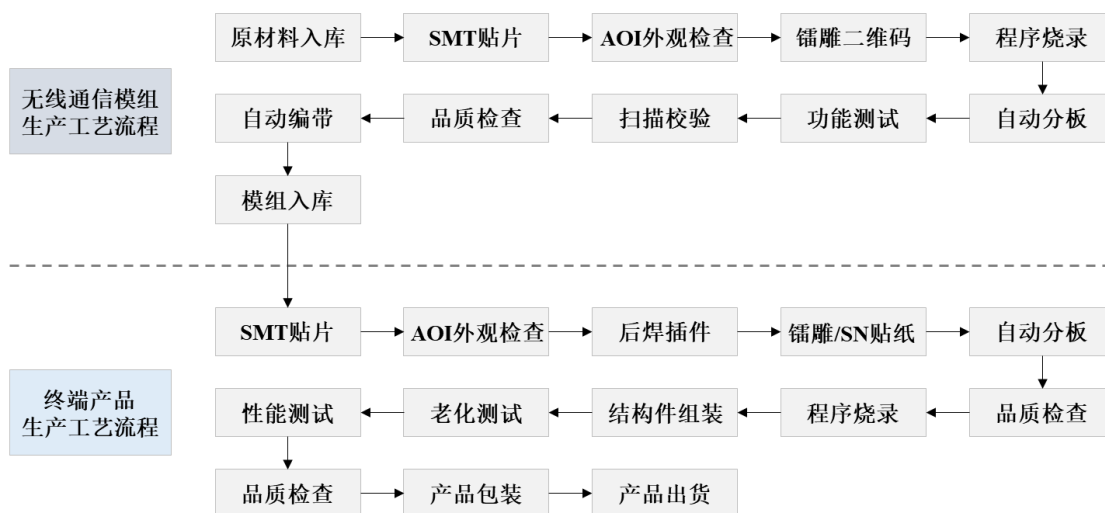 原材料入库
SMT贴片
AOI外观检查
镭雕二维码
程序烧录
无线通信模组
生产工艺流程
自动编带
品质检查
扫描校验
功能测试
自动分板
模组入库
SMT贴片
AOI外观检查
后焊插件
镭雕/SN贴纸
自动分板
终端产品
生产工艺流程
性能测试
老化测试
结构件组装
程序烧录
品质检查
品质检查
产品包装
产品出货